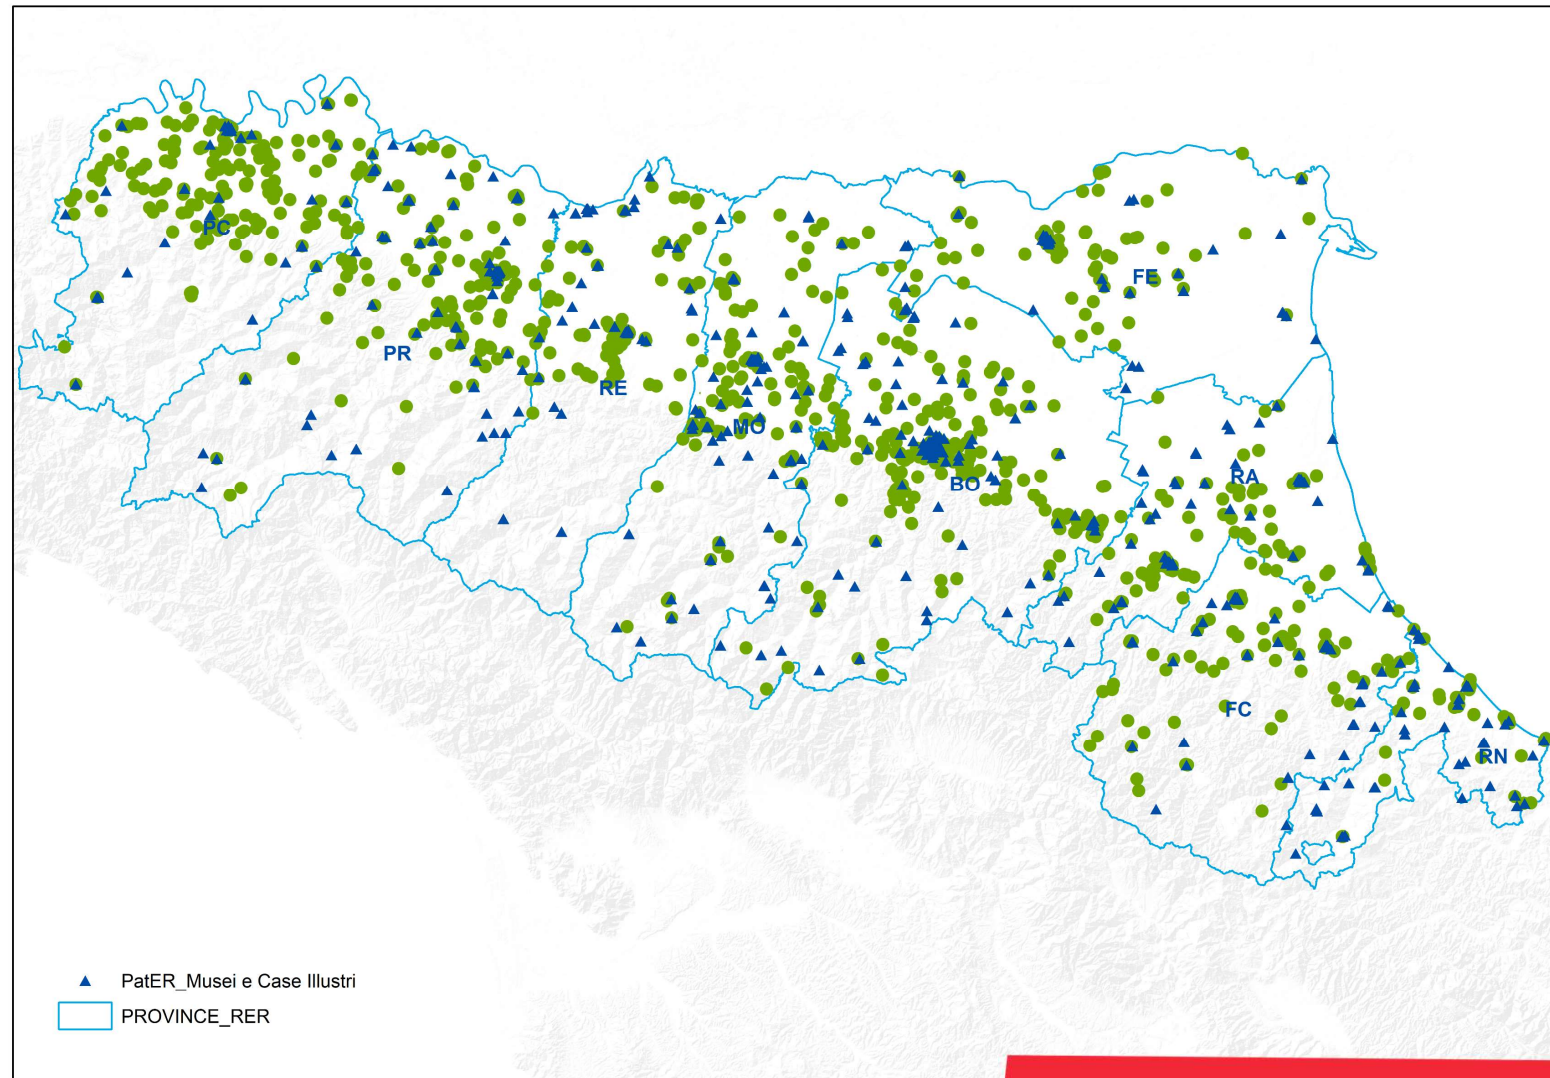 PC
FE
PR
RE
MO
RA
BO
FC
RN
PatER_Musei e Case Illustri
PROVINCE_RER